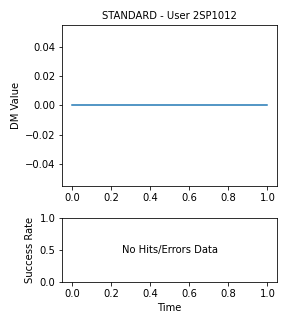 STANDARD - User 2SP1012
DM Value
0.04
0.02
0.00
−0.02
−0.04
0.0 0.2 0.4 0.6 0.8 1.0
Success Rate
1.0
0.5
0.0
No Hits/Errors Data
0.0 0.2 0.4 0.6 0.8 1.0
Time